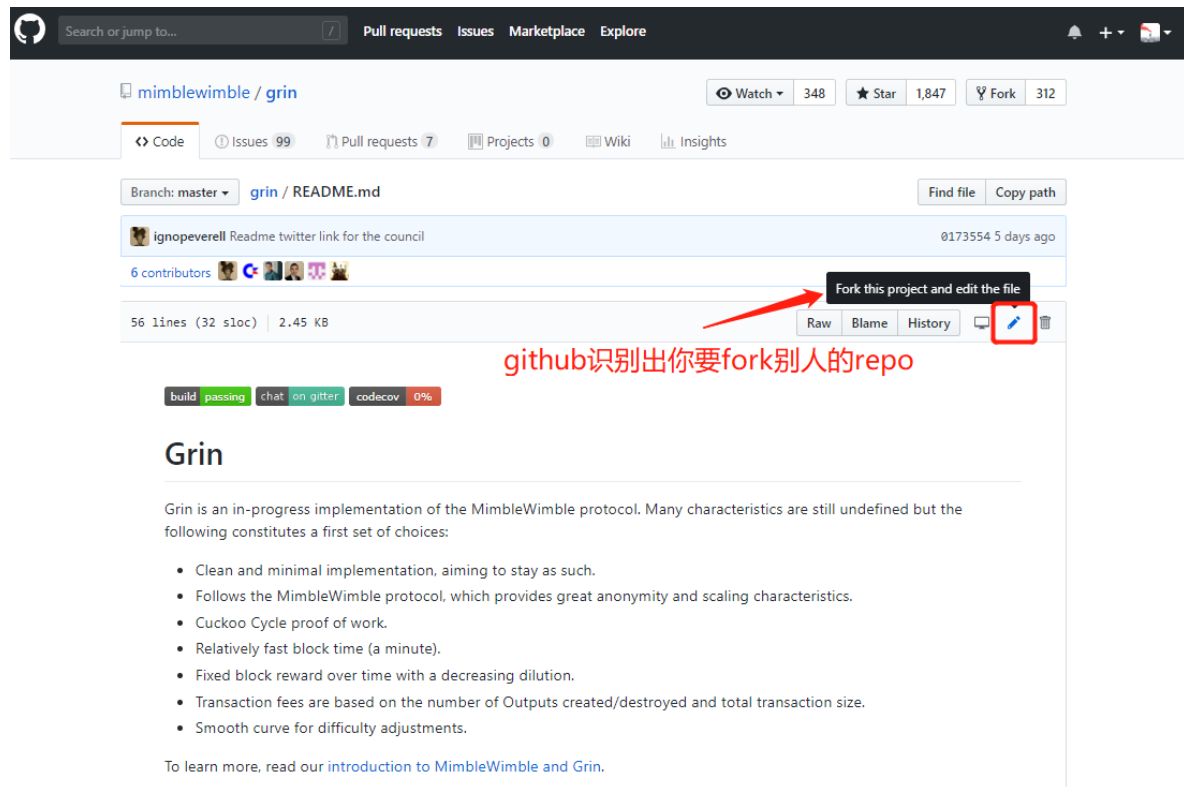 Search or jump to... / Pull requests Issues Marketplace Explore
mimblewimble / grin Watch 348 Star 1,847 Fork 312
Code Issues 99 Pull requests 7 Projects 0 Wiki Insights
Branch: master grin / README.md Find file Copy path
ignopeverell Readme twitter link for the council 0173554 5 days ago
6 contributors
Fork this project and edit the file
56 lines (32 sloc) 2.45 KB Raw Blame History
github识别出你要fork别人的repo
build passing chat on gitter codecov 0%
Grin
Grin is an in-progress implementation of the MimbleWimble protocol. Many characteristics are still undefined but the
following constitutes a first set of choices:
• Clean and minimal implementation, aiming to stay as such.
• Follows the MimbleWimble protocol, which provides great anonymity and scaling characteristics.
• Cuckoo Cycle proof of work.
• Relatively fast block time (a minute).
• Fixed block reward over time with a decreasing dilution.
• Transaction fees are based on the number of Outputs created/destroyed and total transaction size.
• Smooth curve for difficulty adjustments.
To learn more, read our introduction to MimbleWimble and Grin.